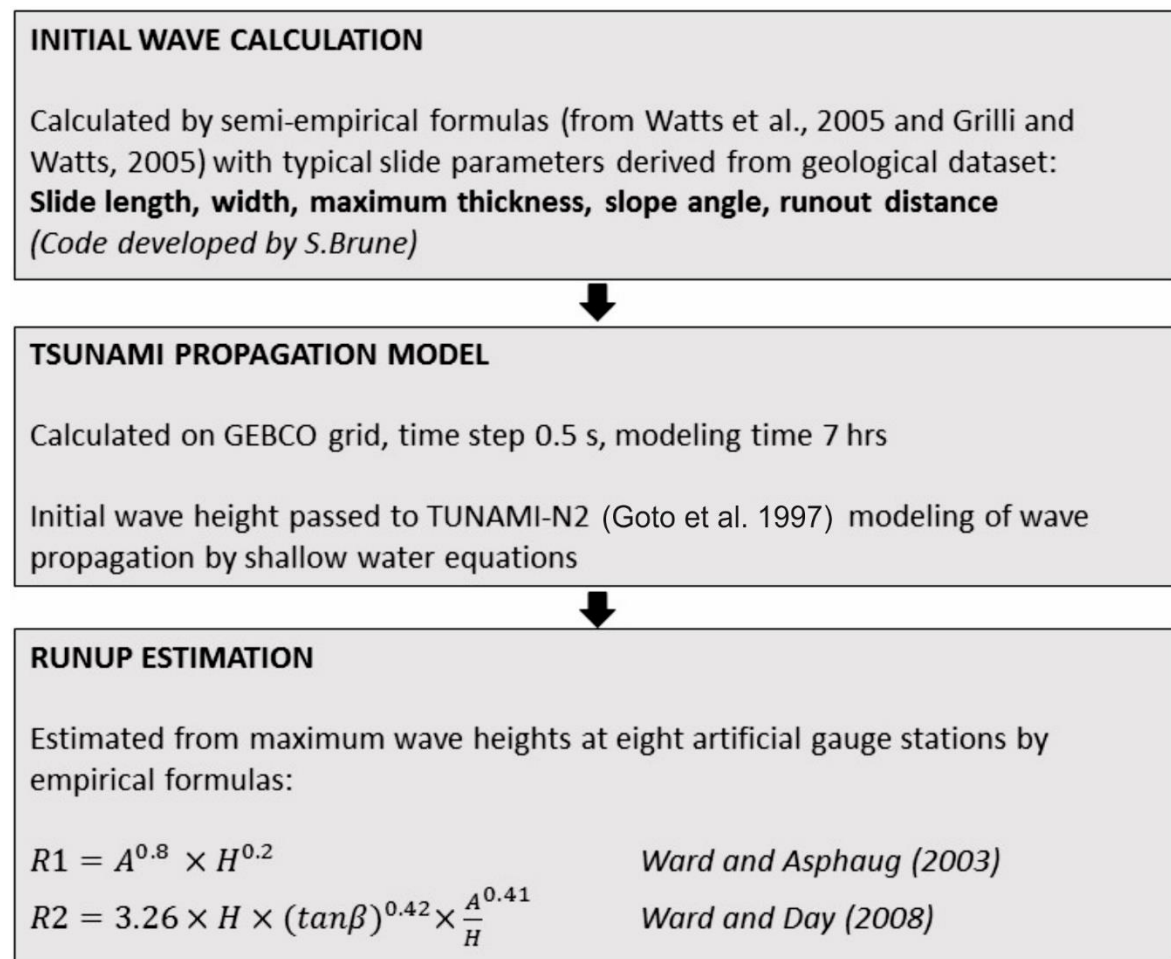 INITIAL WAVE CALCULATION
Calculated by semi-empirical formulas (from Watts et al., 2005 and Grilli and
Watts, 2005) with typical slide parameters derived from geological dataset:
Slide length, width, maximum thickness, slope angle, runout distance
(Code developed by S.Brune)
TSUNAMI PROPAGATION MODEL
Calculated on GEBCO grid, time step 0.5 s, modeling time 7 hrs
Initial wave height passed to TUNAMI-N2 (Goto et al. 1997) modeling of wave
propagation by shallow water equations
RUNUP ESTIMATION
Estimated from maximum wave heights at eight artificial gauge stations by
empirical formulas:
R1 = A^0.8 × H^0.2 Ward and Asphaug (2003)
R2 = 3.26 × H × (tanβ)^0.42 × A/H^0.41 Ward and Day (2008)